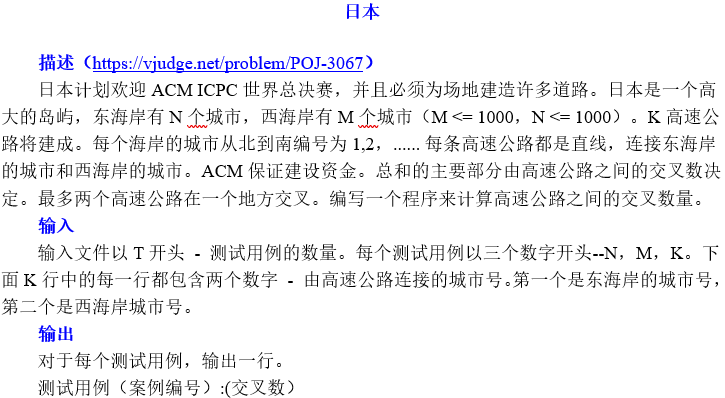 日本
描述（https://vjudge.net/problem/POJ-3067）
日本计划欢迎 ACM ICPC 世界总决赛，并且必须为场地建造许多道路。日本是一个高
大的岛屿，东海岸有 N 个城市，西海岸有 M 个城市（M <= 1000，N <= 1000）。K 高速公
路将建成。每个海岸的城市从北到南编号为 1,2，...... 每条高速公路都是直线，连接东海岸
的城市和西海岸的城市。ACM 保证建设资金。总和的主要部分由高速公路之间的交叉数决
定。最多两个高速公路在一个地方交叉。编写一个程序来计算高速公路之间的交叉数量。
输入
输入文件以 T 开头 - 测试用例的数量。每个测试用例以三个数字开头--N，M，K。下
面 K 行中的每一行都包含两个数字 - 由高速公路连接的城市号。第一个是东海岸的城市号，
第二个是西海岸城市号。
输出
对于每个测试用例，输出一行。
测试用例（案例编号）:(交叉数）